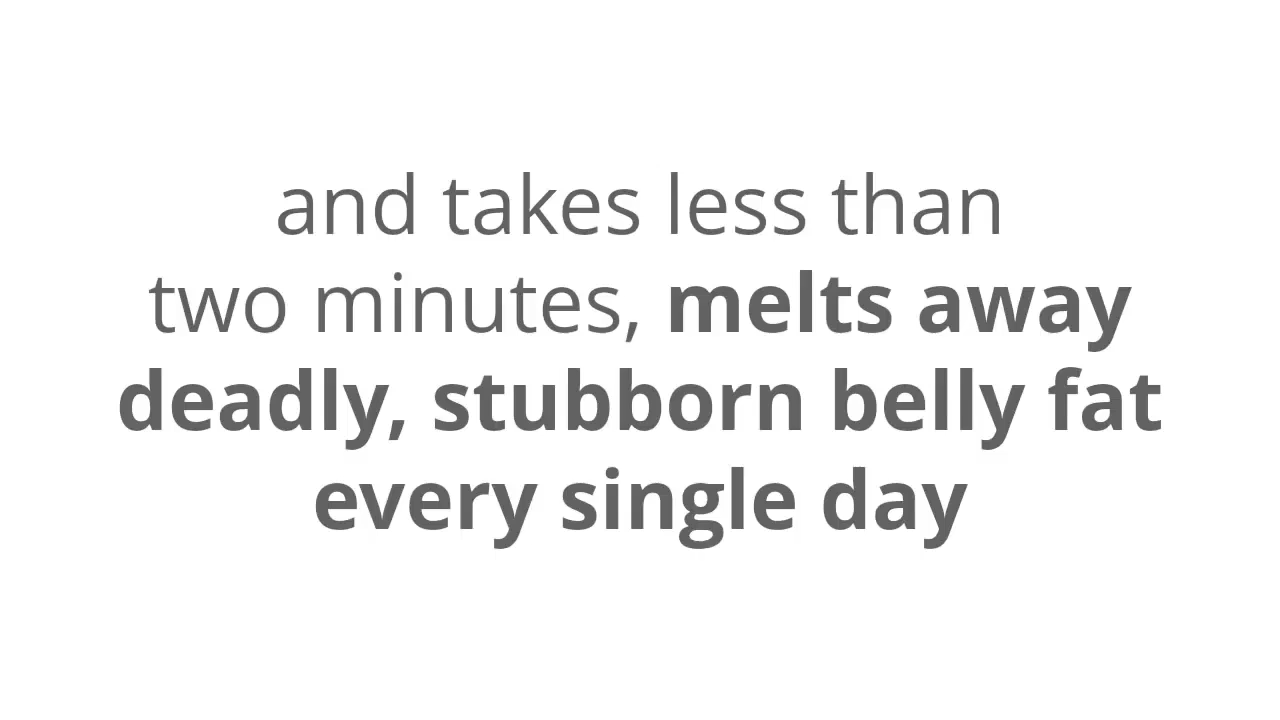 and takes less than
two minutes, melts away
deadly, stubborn belly fat
every single day